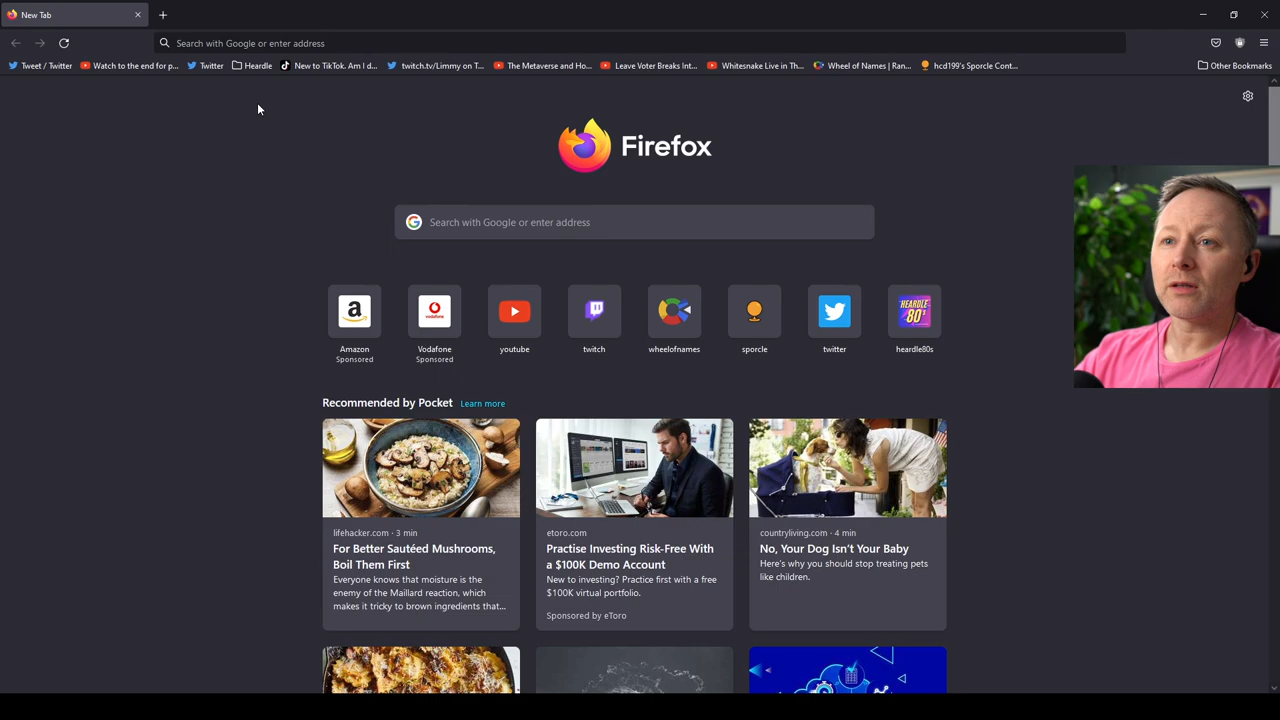 New Tab
Search with Google or enter address
Tweet / Twitter
Watch to the end for p...
Twitter
Heardle
New to TikTok. Am I d...
twitch.tv/Limmy on T...
The Metaverse and Ho...
Leave Voter Breaks Int...
Whitesnake Live in Th...
Wheel of Names | Ran...
hcd199's Sporcle Cont...
Other Bookmarks
Firefox
Search with Google or enter address
a
vodafone
HEARDLE
80's
Amazon
Sponsored
Vodafone
Sponsored
youtube
twitch
wheelofnames
sporcle
twitter
heardle80s
Recommended by Pocket Learn more
lifehacker.com · 3 min
For Better Sautéed Mushrooms,
Boil Them First
Everyone knows that moisture is the
enemy of the Maillard reaction, which
makes it tricky to brown ingredients that...
etoro.com
Practise Investing Risk-Free With
a $100K Demo Account
New to investing? Practice first with a free
$100K virtual portfolio.
Sponsored by eToro
countryliving.com · 4 min
No, Your Dog Isn't Your Baby
Here's why you should stop treating pets
like children.